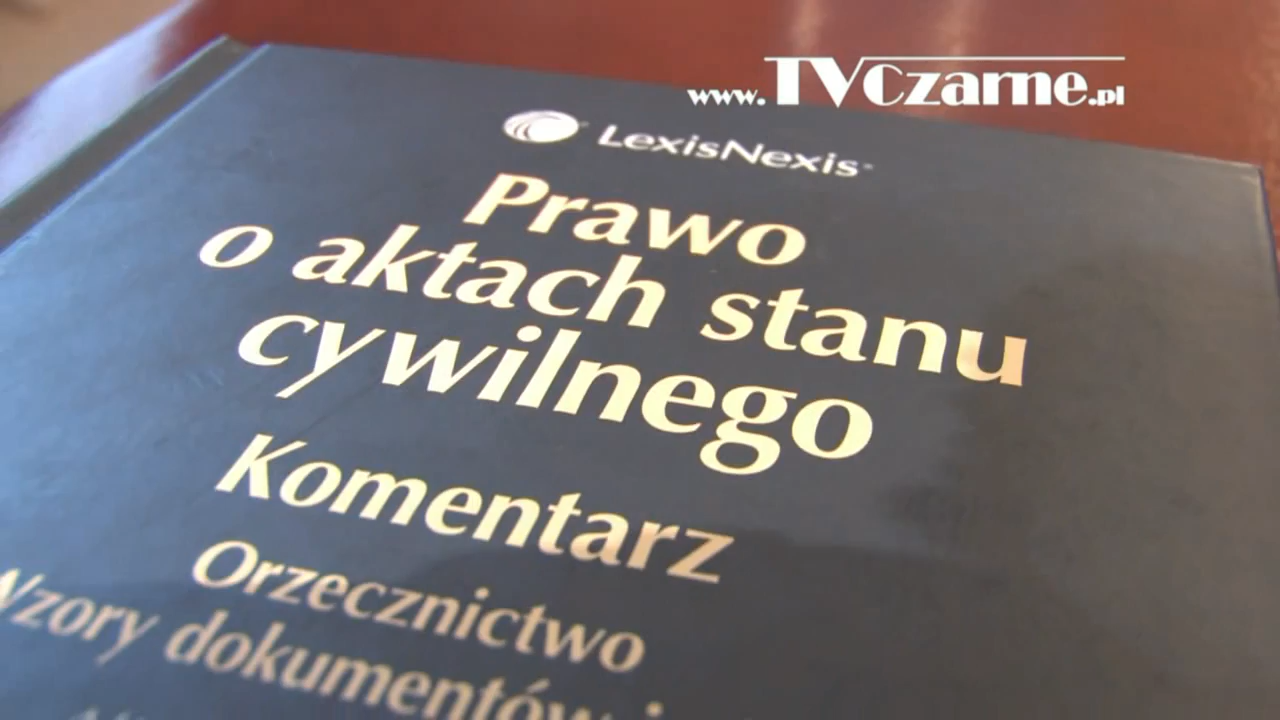 www.TVCzarne.pl
LexisNexis
Prawo
o aktach stanu
cywilnego
Komentarz
Orzecznictwo
Wzory dokumentów i